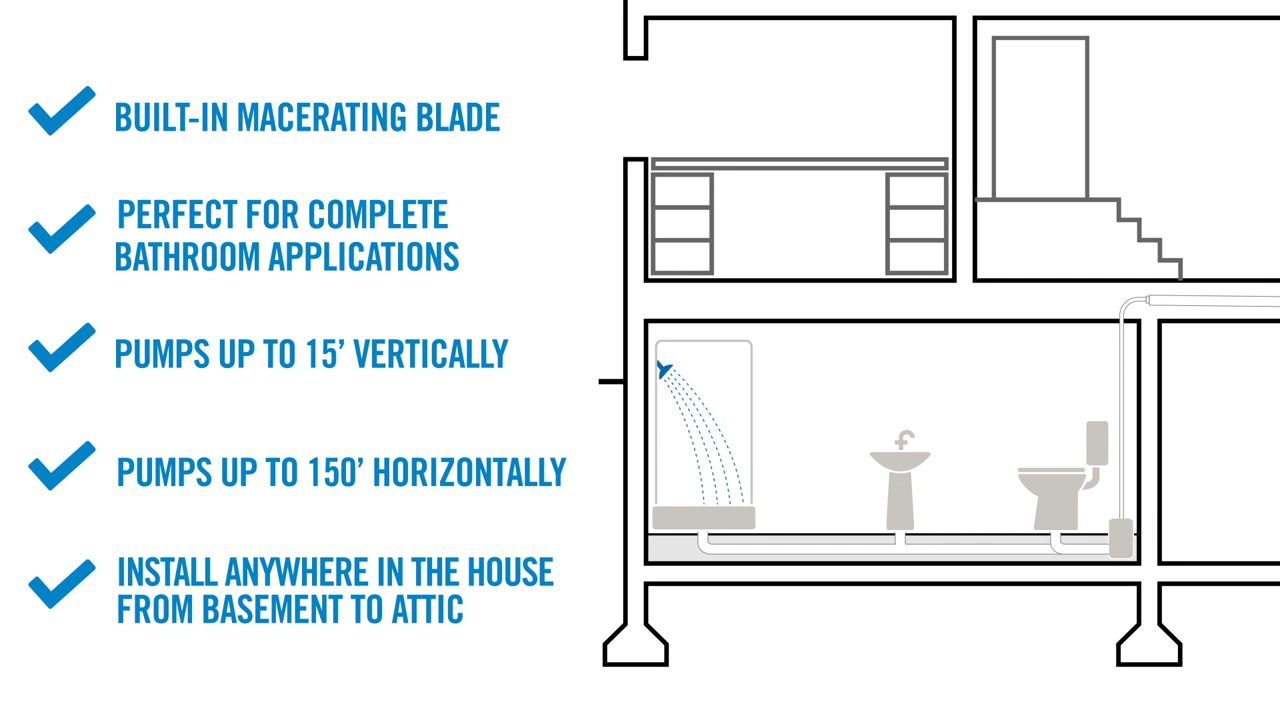 BUILT-IN MACERATING BLADE
PERFECT FOR COMPLETE
BATHROOM APPLICATIONS
PUMPS UP TO 15’ VERTICALLY
PUMPS UP TO 150’ HORIZONTALLY
INSTALL ANYWHERE IN THE HOUSE
FROM BASEMENT TO ATTIC